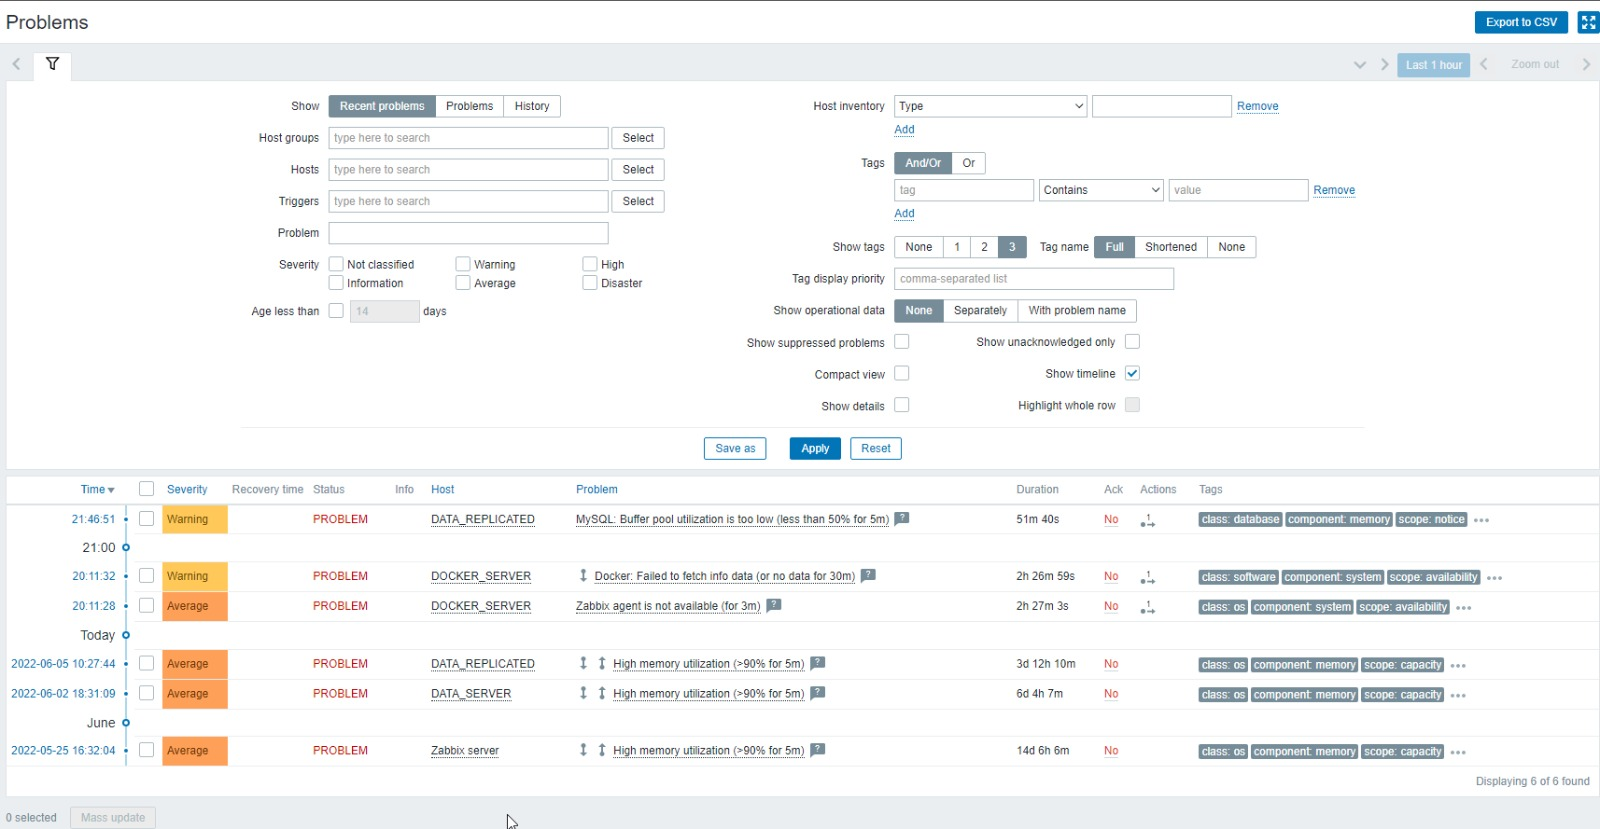 Problems
Export to CSV
Last 1 hour
Zoom out
Show Recent problems Problems History
Host groups type here to search Select
Hosts type here to search Select
Triggers type here to search Select
Problem
Severity Not classified Warning High
Information Average Disaster
Age less than 14 days
Host inventory Type Remove
Add
Tags And/Or Or
tag Contains value Remove
Add
Show tags None 1 2 3 Tag name Full Shortened None
Tag display priority comma-separated list
Show operational data None Separately With problem name
Show suppressed problems Show unacknowledged only
Compact view Show timeline
Show details Highlight whole row
Save as Apply Reset
Time Severity Recovery time Status Info Host Problem Duration Ack Actions Tags
21:46:51 Warning PROBLEM DATA_REPLICATED MySQL: Buffer pool utilization is too low (less than 50% for 5m) ? 51m 40s No 1 class: database component: memory scope: notice
21:00
20:11:32 Warning PROBLEM DOCKER_SERVER Docker: Failed to fetch info data (or no data for 30m) ? 2h 26m 59s No 1 class: software component: system scope: availability
20:11:28 Average PROBLEM DOCKER_SERVER Zabbix agent is not available (for 3m) ? 2h 27m 3s No 1 class: os component: system scope: availability
Today
2022-06-05 10:27:44 Average PROBLEM DATA_REPLICATED High memory utilization (>90% for 5m) ? 3d 12h 10m No class: os component: memory scope: capacity
2022-06-02 18:31:09 Average PROBLEM DATA_SERVER High memory utilization (>90% for 5m) ? 6d 4h 7m No class: os component: memory scope: capacity
June
2022-05-25 16:32:04 Average PROBLEM Zabbix server High memory utilization (>90% for 5m) ? 14d 6h 6m No class: os component: memory scope: capacity
Displaying 6 of 6 found
0 selected Mass update